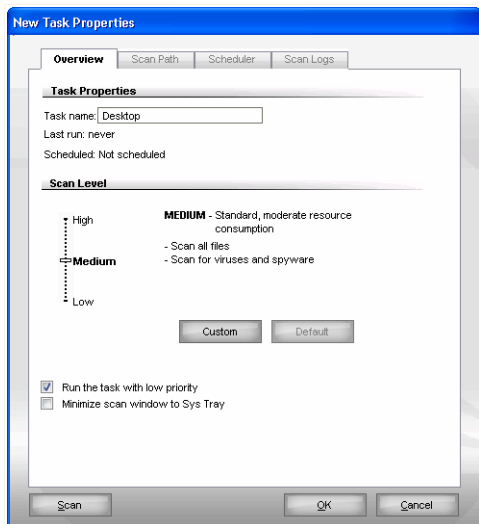 New Task Properties
Overview Scan Path Scheduler Scan Logs
Task Properties
Task name: Desktop
Last run: never
Scheduled: Not scheduled
Scan Level
High
Medium
Low
MEDIUM - Standard, moderate resource
consumption
- Scan all files
- Scan for viruses and spyware
Custom Default
Run the task with low priority
Minimize scan window to Sys Tray
Scan OK Cancel